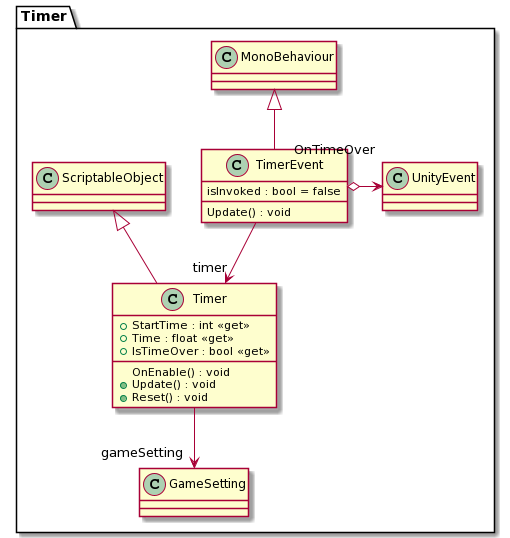 Timer
C MonoBehaviour
OnTimeOver
C TimerEvent
isInvoked : bool = false
Update() : void
C UnityEvent
C ScriptableObject
timer
C Timer
StartTime : int «get»
Time : float «get»
IsTimeOver : bool «get»
OnEnable() : void
Update() : void
Reset() : void
gameSetting
C GameSetting